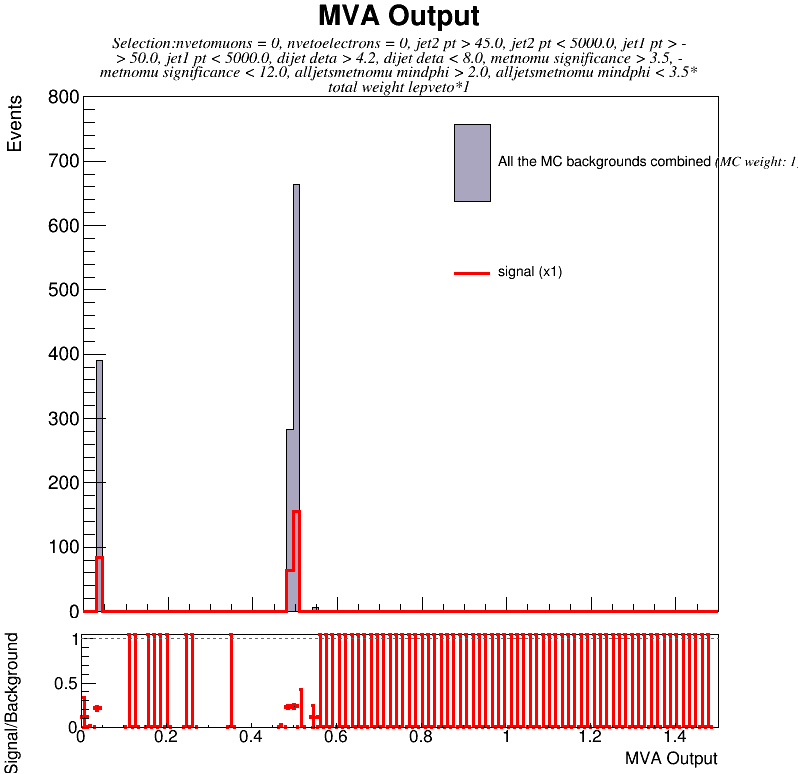 MVA Output
Selection:nvetomuons = 0, nvetoelectrons = 0, jet2 pt > 45.0, jet2 pt < 5000.0, jet1 pt > -
> 50.0, jet1 pt < 5000.0, dijet deta > 4.2, dijet deta < 8.0, metnomu significance > 3.5, -
metnomu significance < 12.0, alljetsmetnomu mindphi > 2.0, alljetsmetnomu mindphi < 3.5*
total weight lepveto*1
Events
800
700
600
500
400
300
200
100
0
All the MC backgrounds combined (MC weight: 1
signal (x1)
Signal/Background
1
0.5
0
0 0.2 0.4 0.6 0.8 1 1.2 1.4
MVA Output